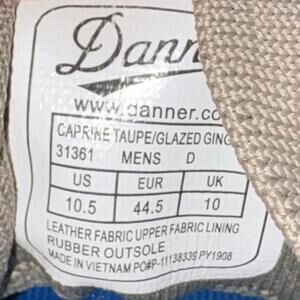 Danner
www.danner.co
CAPRINE TAUPE/GLAZED GING
31361 MENS D
US EUR UK
10.5 44.5 10
LEATHER FABRIC UPPER FABRIC LINING
RUBBER OUTSOLE
MADE IN VIETNAM PO#P-11138339 PY1908